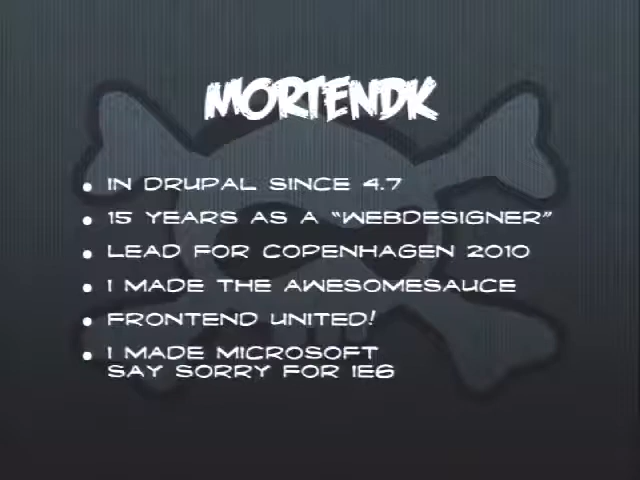 MORTENDK
• IN DRUPAL SINCE 4.7
• 15 YEARS AS A "WEBDESIGNER"
• LEAD FOR COPENHAGEN 2010
• I MADE THE AWESOMESAUCE
• FRONTEND UNITED!
• I MADE MICROSOFT
SAY SORRY FOR IE6